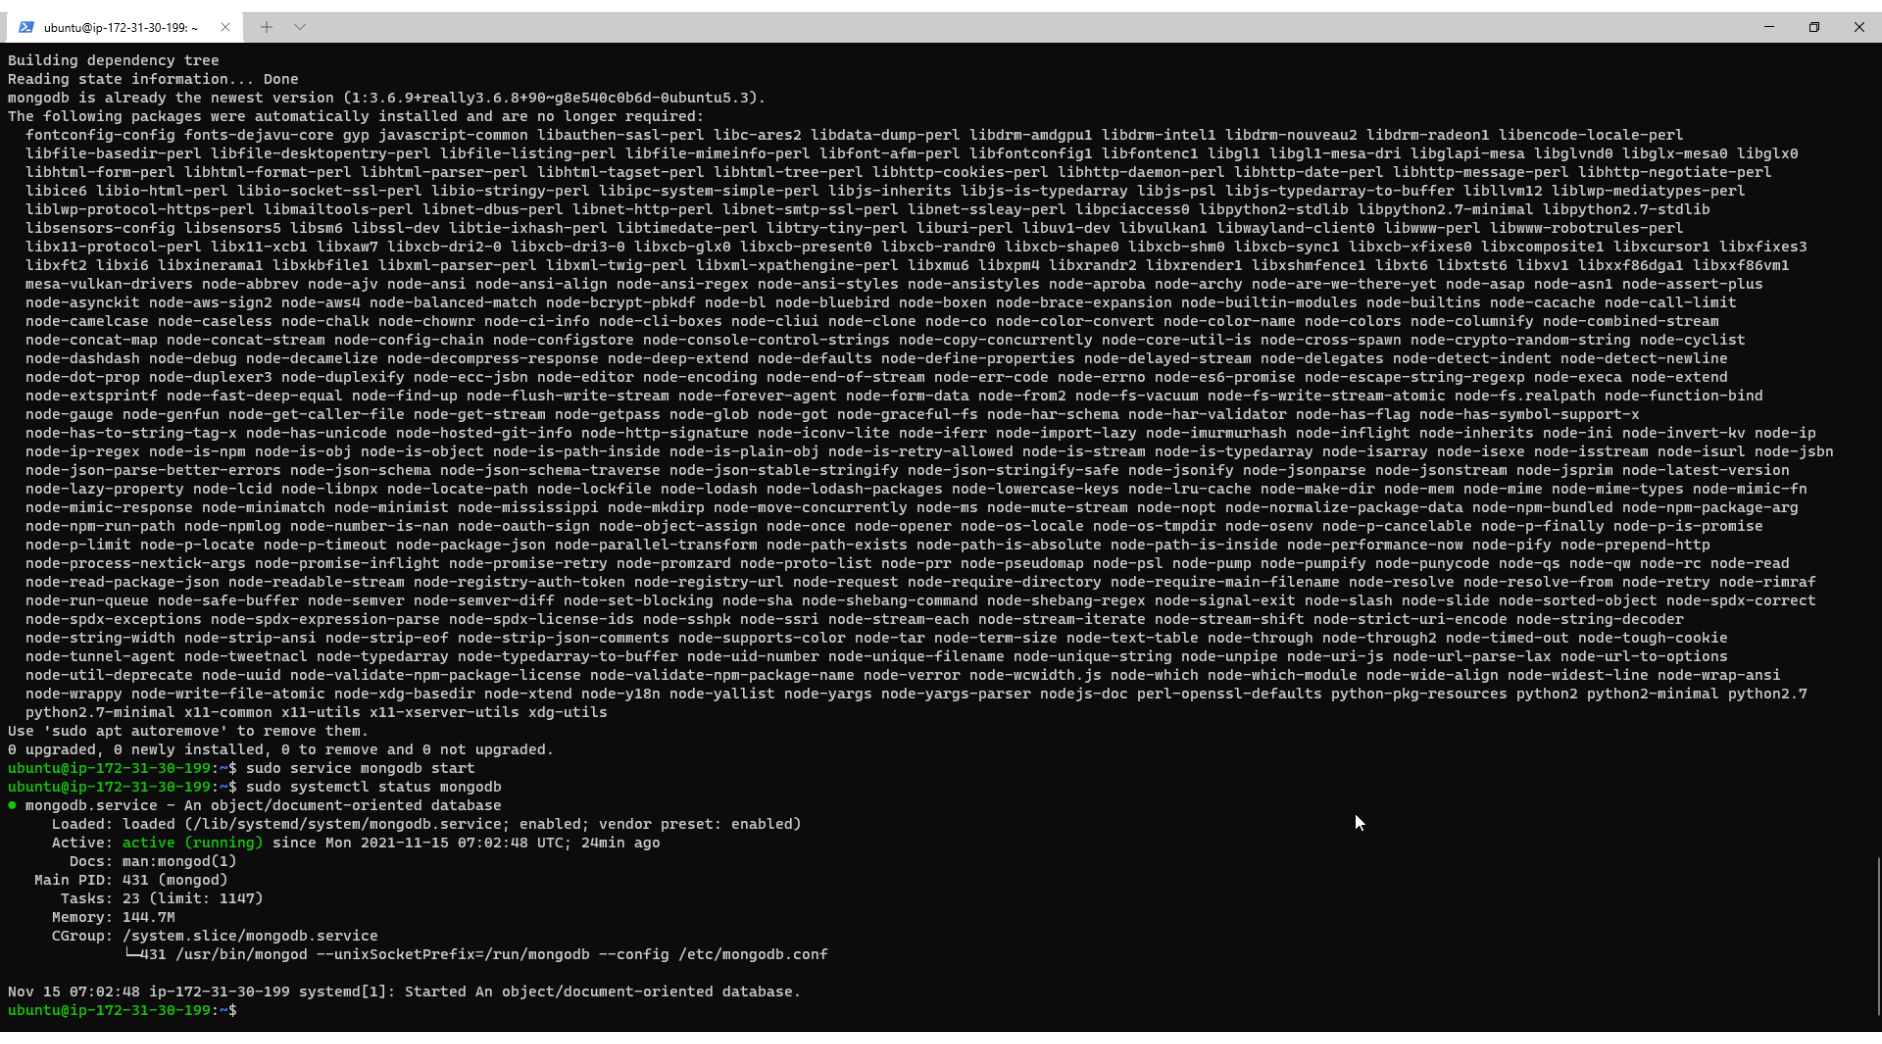 ubuntu@ip-172-31-30-199: ~
Building dependency tree
Reading state information... Done
mongodb is already the newest version (1:3.6.9+really3.6.8+90~g8e540c0b6d-0ubuntu5.3).
The following packages were automatically installed and are no longer required:
fontconfig-config fonts-dejavu-core gyp javascript-common libauthen-sasl-perl libc-ares2 libdata-dump-perl libdrm-amdgpu1 libdrm-intel1 libdrm-nouveau2 libdrm-radeon1 libencode-locale-perl
libfile-basedir-perl libfile-desktopentry-perl libfile-listing-perl libfile-mimeinfo-perl libfont-afm-perl libfontconfig1 libfontenc1 libgl1 libgl1-mesa-dri libglapi-mesa libglvnd0 libglx-mesa0 libglx0
libhtml-form-perl libhtml-format-perl libhtml-parser-perl libhtml-tagset-perl libhtml-tree-perl libhttp-cookies-perl libhttp-daemon-perl libhttp-date-perl libhttp-message-perl libhttp-negotiate-perl
libice6 libio-html-perl libio-socket-ssl-perl libio-stringy-perl libipc-system-simple-perl libjs-inherits libjs-is-typedarray libjs-psl libjs-typedarray-to-buffer libllvm12 liblwp-mediatypes-perl
liblwp-protocol-https-perl libmailtools-perl libnet-dbus-perl libnet-http-perl libnet-smtp-ssl-perl libnet-ssleay-perl libpciaccess0 libpython2-stdlib libpython2.7-minimal libpython2.7-stdlib
libsensors-config libsensors5 libsm6 libssl-dev libtie-ixhash-perl libtimedate-perl libtry-tiny-perl liburi-perl libuv1-dev libvulkan1 libwayland-client0 libwww-perl libwww-robotrules-perl
libx11-protocol-perl libx11-xcb1 libxaw7 libxcb-dri2-0 libxcb-dri3-0 libxcb-glx0 libxcb-present0 libxcb-randr0 libxcb-shape0 libxcb-shm0 libxcb-sync1 libxcb-xfixes0 libxcomposite1 libxcursor1 libxfixes3
libxft2 libxi6 libxinerama1 libxkbfile1 libxml-parser-perl libxml-twig-perl libxml-xpathengine-perl libxmu6 libxpm4 libxrandr2 libxrender1 libxshmfence1 libxt6 libxtst6 libxv1 libxxf86dga1 libxxf86vm1
mesa-vulkan-drivers node-abbrev node-ajv node-ansi node-ansi-align node-ansi-regex node-ansi-styles node-ansistyles node-aproba node-archy node-are-we-there-yet node-asap node-asn1 node-assert-plus
node-asynckit node-aws-sign2 node-aws4 node-balanced-match node-bcrypt-pbkdf node-bl node-bluebird node-boxen node-brace-expansion node-builtin-modules node-builtins node-cacache node-call-limit
node-camelcase node-caseless node-chalk node-chownr node-ci-info node-cli-boxes node-cliui node-clone node-co node-color-convert node-color-name node-colors node-columnify node-combined-stream
node-concat-map node-concat-stream node-config-chain node-configstore node-console-control-strings node-copy-concurrently node-core-util-is node-cross-spawn node-crypto-random-string node-cyclist
node-dashdash node-debug node-decamelize node-decompress-response node-deep-extend node-defaults node-define-properties node-delayed-stream node-delegates node-detect-indent node-detect-newline
node-dot-prop node-duplexer3 node-duplexify node-ecc-jsbn node-editor node-encoding node-end-of-stream node-err-code node-errno node-es6-promise node-escape-string-regexp node-execa node-extend
node-extsprintf node-fast-deep-equal node-find-up node-flush-write-stream node-forever-agent node-form-data node-from2 node-fs-vacuum node-fs-write-stream-atomic node-fs.realpath node-function-bind
node-gauge node-genfun node-get-caller-file node-get-stream node-getpass node-glob node-got node-graceful-fs node-har-schema node-har-validator node-has-flag node-has-symbol-support-x
node-has-to-string-tag-x node-has-unicode node-hosted-git-info node-http-signature node-iconv-lite node-iferr node-import-lazy node-imurmurhash node-inflight node-inherits node-ini node-invert-kv node-ip
node-ip-regex node-is-npm node-is-obj node-is-object node-is-path-inside node-is-plain-obj node-is-retry-allowed node-is-stream node-is-typedarray node-isarray node-isexe node-isstream node-isurl node-jsbn
node-json-parse-better-errors node-json-schema node-json-schema-traverse node-json-stable-stringify node-json-stringify-safe node-jsonify node-jsonparse node-jsonstream node-jsprim node-latest-version
node-lazy-property node-lcid node-libnpx node-locate-path node-lockfile node-lodash node-lodash-packages node-lowercase-keys node-lru-cache node-make-dir node-mem node-mime node-mime-types node-mimic-fn
node-mimic-response node-minimatch node-minimist node-mississippi node-mkdirp node-move-concurrently node-ms node-mute-stream node-nopt node-normalize-package-data node-npm-bundled node-npm-package-arg
node-npm-run-path node-npmlog node-number-is-nan node-oauth-sign node-object-assign node-once node-opener node-os-locale node-os-tmpdir node-osenv node-p-cancelable node-p-finally node-p-is-promise
node-p-limit node-p-locate node-p-timeout node-package-json node-parallel-transform node-path-exists node-path-is-absolute node-path-is-inside node-performance-now node-pify node-prepend-http
node-process-nextick-args node-promise-inflight node-promise-retry node-promzard node-proto-list node-prr node-pseudomap node-psl node-pump node-pumpify node-punycode node-qs node-qw node-rc node-read
node-read-package-json node-readable-stream node-registry-auth-token node-registry-url node-request node-require-directory node-require-main-filename node-resolve node-resolve-from node-retry node-rimraf
node-run-queue node-safe-buffer node-semver node-semver-diff node-set-blocking node-sha node-shebang-command node-shebang-regex node-signal-exit node-slash node-slide node-sorted-object node-spdx-correct
node-spdx-exceptions node-spdx-expression-parse node-spdx-license-ids node-sshpk node-ssri node-stream-each node-stream-iterate node-stream-shift node-strict-uri-encode node-string-decoder
node-string-width node-strip-ansi node-strip-eof node-strip-json-comments node-supports-color node-tar node-term-size node-text-table node-through node-through2 node-timed-out node-tough-cookie
node-tunnel-agent node-tweetnacl node-typedarray node-typedarray-to-buffer node-uid-number node-unique-filename node-unique-string node-unpipe node-uri-js node-url-parse-lax node-url-to-options
node-util-deprecate node-uuid node-validate-npm-package-license node-validate-npm-package-name node-verror node-wcwidth.js node-which node-which-module node-wide-align node-widest-line node-wrap-ansi
node-wrappy node-write-file-atomic node-xdg-basedir node-xtend node-y18n node-yallist node-yargs node-yargs-parser nodejs-doc perl-openssl-defaults python-pkg-resources python2 python2-minimal python2.7
python2.7-minimal x11-common x11-utils x11-xserver-utils xdg-utils
Use 'sudo apt autoremove' to remove them.
0 upgraded, 0 newly installed, 0 to remove and 0 not upgraded.
ubuntu@ip-172-31-30-199:~$ sudo service mongodb start
ubuntu@ip-172-31-30-199:~$ sudo systemctl status mongodb
● mongodb.service - An object/document-oriented database
Loaded: loaded (/lib/systemd/system/mongodb.service; enabled; vendor preset: enabled)
Active: active (running) since Mon 2021-11-15 07:02:48 UTC; 24min ago
Docs: man:mongod(1)
Main PID: 431 (mongod)
Tasks: 23 (limit: 1147)
Memory: 144.7M
CGroup: /system.slice/mongodb.service
└─431 /usr/bin/mongod --unixSocketPrefix=/run/mongodb --config /etc/mongodb.conf
Nov 15 07:02:48 ip-172-31-30-199 systemd[1]: Started An object/document-oriented database.
ubuntu@ip-172-31-30-199:~$